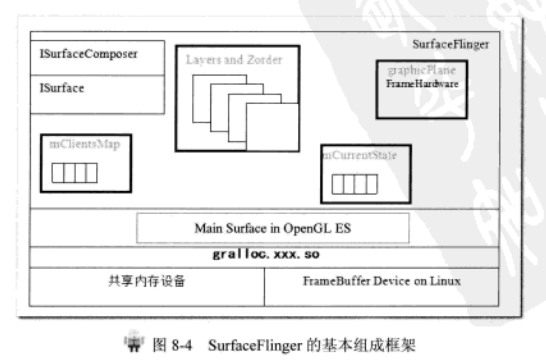 SurfaceFlinger
ISurfaceComposer
ISurface
Layers and Zorder
graphicPlane
FrameHardware
mClientsMap
mCurrentState
Main Surface in OpenGL ES
gralloc.xxx.so
共享内存设备
FrameBuffer Device on Linux
图 8-4 SurfaceFlinger 的基本组成框架